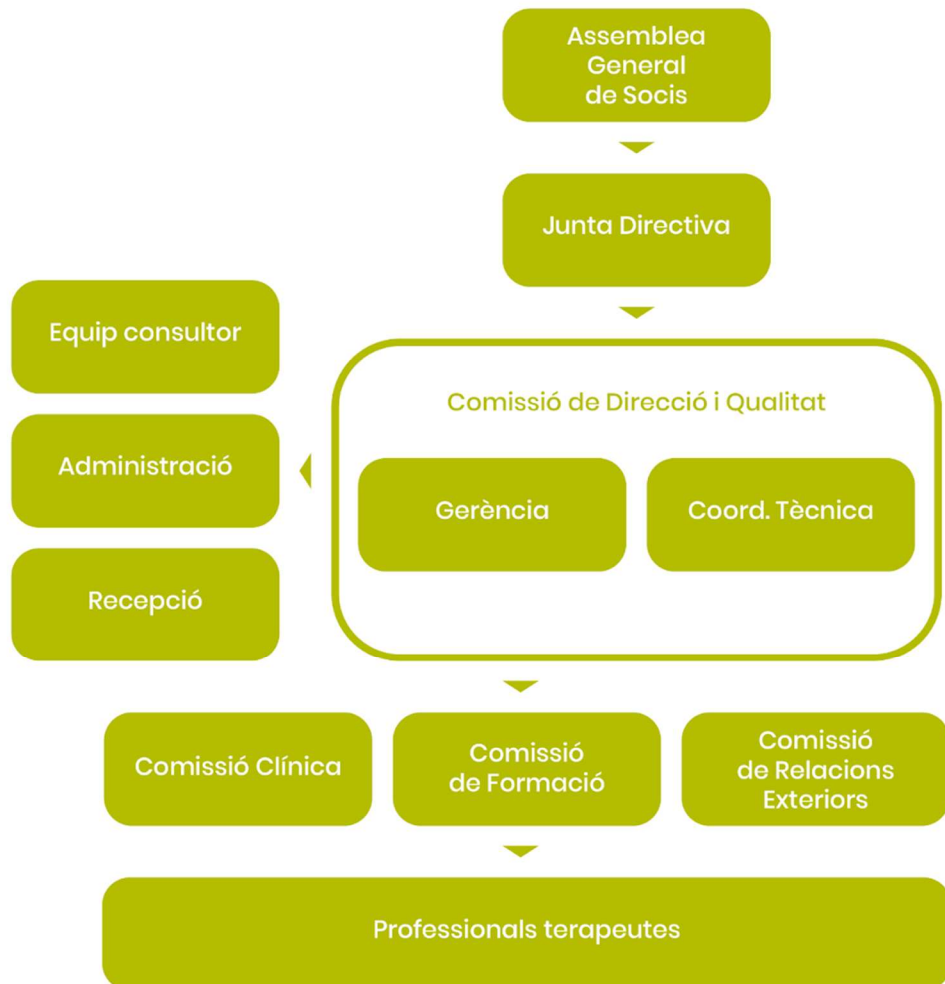 Assemblea
General
de Socis
Junta Directiva
Equip consultor
Administració
Recepció
Comissió de Direcció i Qualitat
Gerència
Coord. Tècnica
Comissió Clínica
Comissió
de Formació
Comissió
de Relacions
Exteriors
Professionals terapeutes